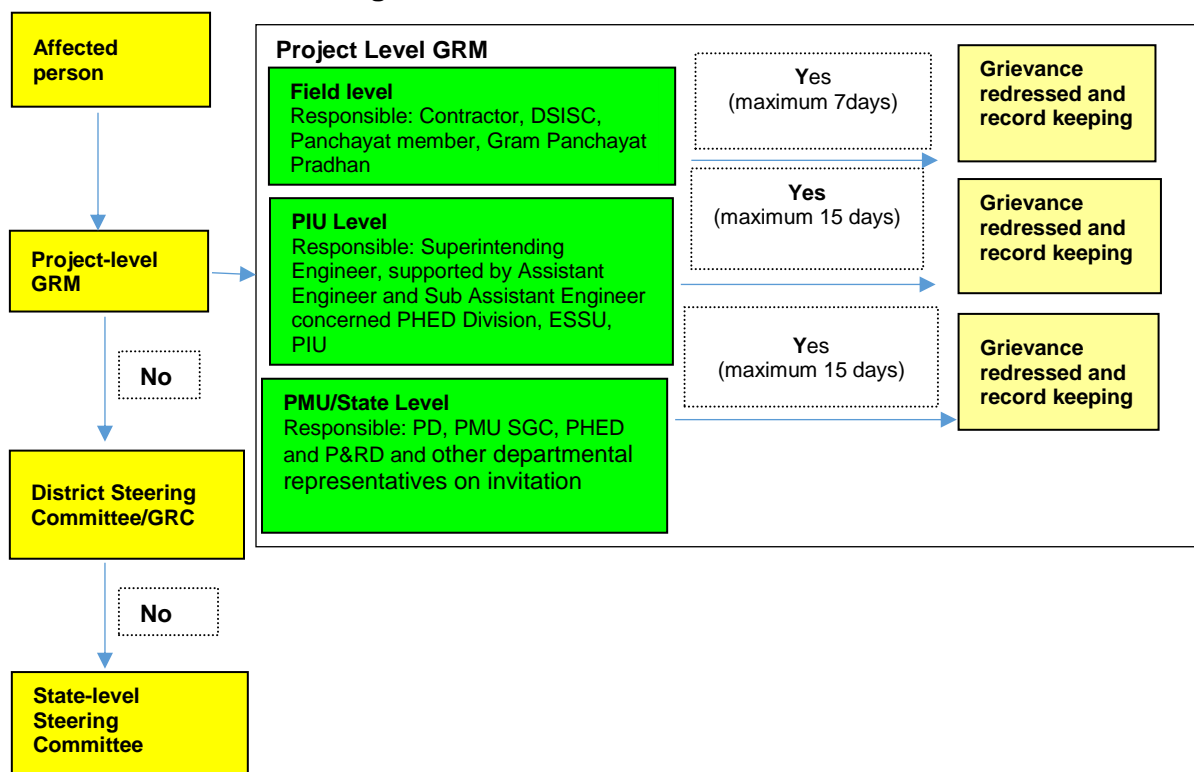 Affected
person
Project-level
GRM
No
District Steering
Committee/GRC
No
State-level
Steering
Committee
Project Level GRM
Field level
Responsible: Contractor, DSISC,
Panchayat member, Gram Panchayat
Pradhan
Yes
(maximum 7days)
Grievance
redressed and
record keeping
PIU Level
Responsible: Superintending
Engineer, supported by Assistant
Engineer and Sub Assistant Engineer
concerned PHED Division, ESSU,
PIU
Yes
(maximum 15 days)
Grievance
redressed and
record keeping
PMU/State Level
Responsible: PD, PMU SGC, PHED
and P&RD and other departmental
representatives on invitation
Yes
(maximum 15 days)
Grievance
redressed and
record keeping